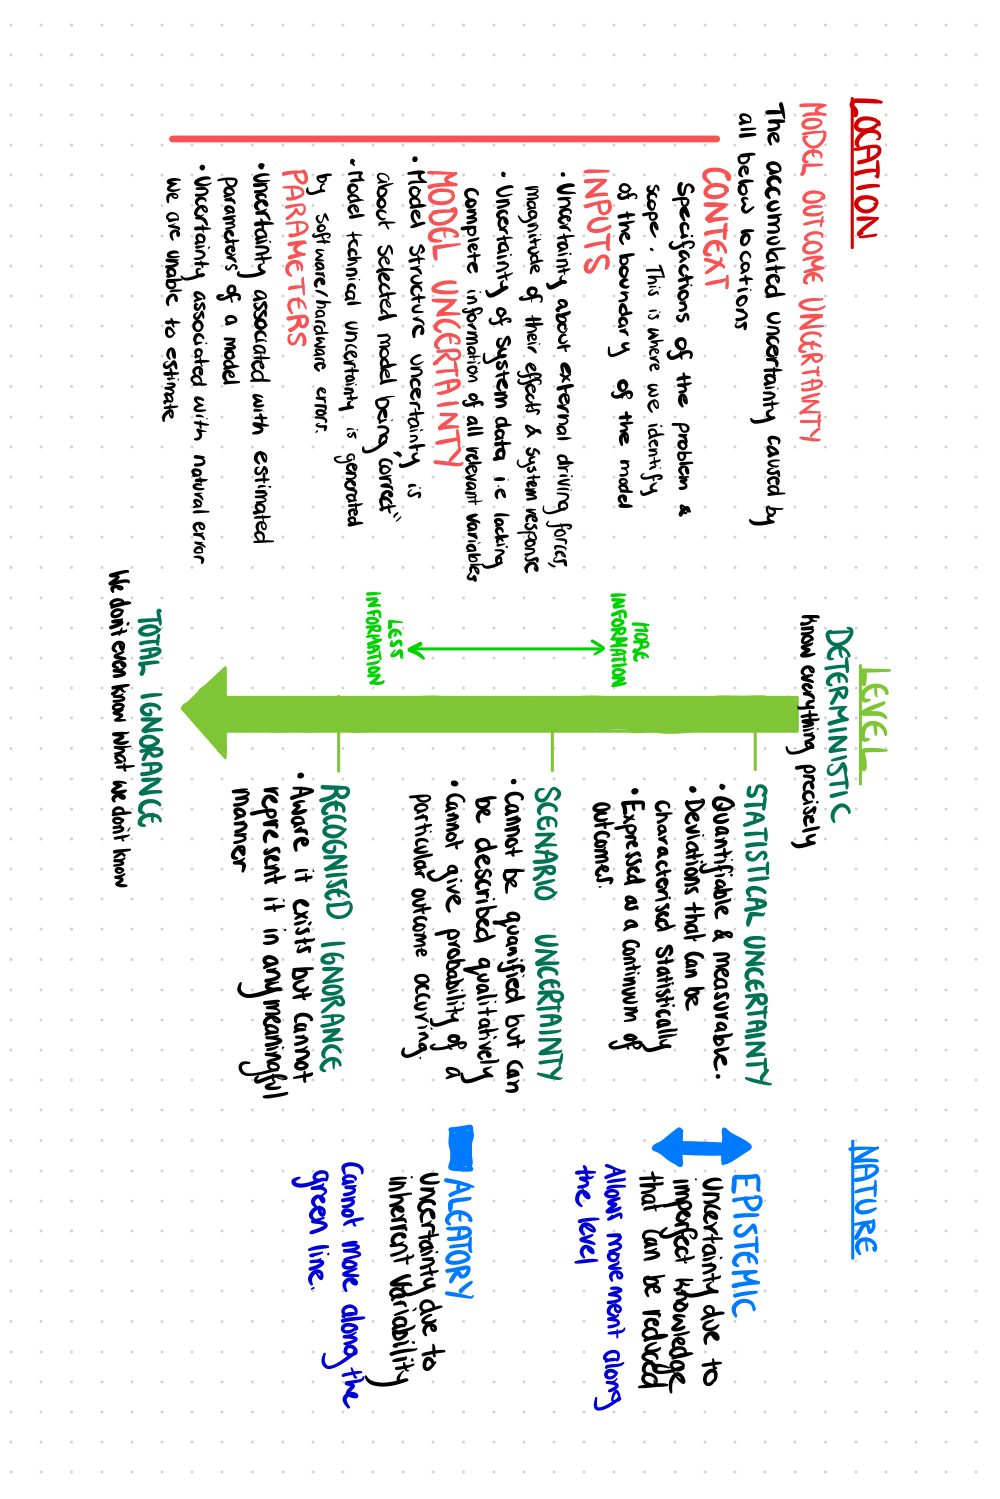 LOCATION
MODEL OUTCOME UNCERTAINTY
The accumulated uncertainty caused by
all below locations
CONTEXT
Specifactions of the problem &
scope. This is where we identify
of the boundary of the model
INPUTS
• Uncertainty about external driving forces,
magnitude of their effects & system response
• Uncertainty of system data i.e lacking
complete information of all relevant variables
MODEL UNCERTAINTY
• Model structure uncertainty is
about selected model being "correct"
• Model technical uncertainty is generated
by software/hardware errors.
PARAMETERS
• Uncertainty associated with estimated
parameters of a model
• Uncertainty associated with natural error
we are unable to estimate
LEVEL
DETERMINISTIC
Know everything precisely
MORE
INFORMATION
LESS
INFORMATION
STATISTICAL UNCERTAINTY
• Quantifiable & measurable.
• Deviations that can be
characterised statistically
• Expressed as a continuum of
outcomes.
SCENARIO UNCERTAINTY
• Cannot be quanified but can
be described qualitatively
• Cannot give probability of a
particular outcome occuring.
RECOGNISED IGNORANCE
• Aware it exists but cannot
represent it in any meaningful
manner
TOTAL IGNORANCE
We don't even know what we don't know
NATURE
EPISTEMIC
Uncertainty due to
imperfect knowledge
that can be reduced
Allows movement along
the level
ALEATORY
Uncertainty due to
inherrent variability
Cannot move along the
green line.